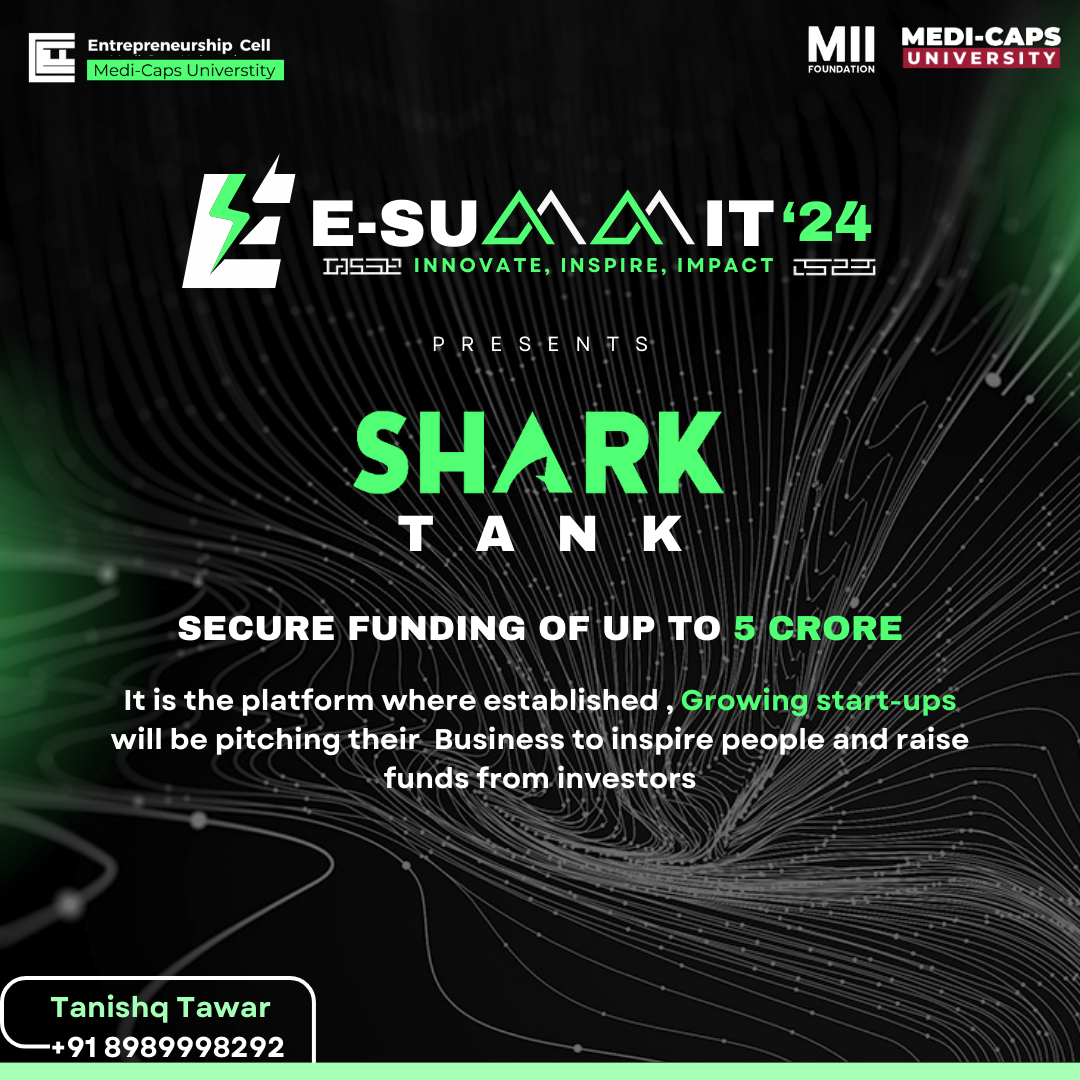 Entrepreneurship Cell
Medi-Caps Universtity
MII
FOUNDATION
MEDI-CAPS
UNIVERSITY
E-SUMMIT ‘24
INNOVATE, INSPIRE, IMPACT
PRESENTS
SHARK
TANK
SECURE FUNDING OF UP TO 5 CRORE
It is the platform where established , Growing start-ups
will be pitching their Business to inspire people and raise
funds from investors
Tanishq Tawar
+91 8989998292